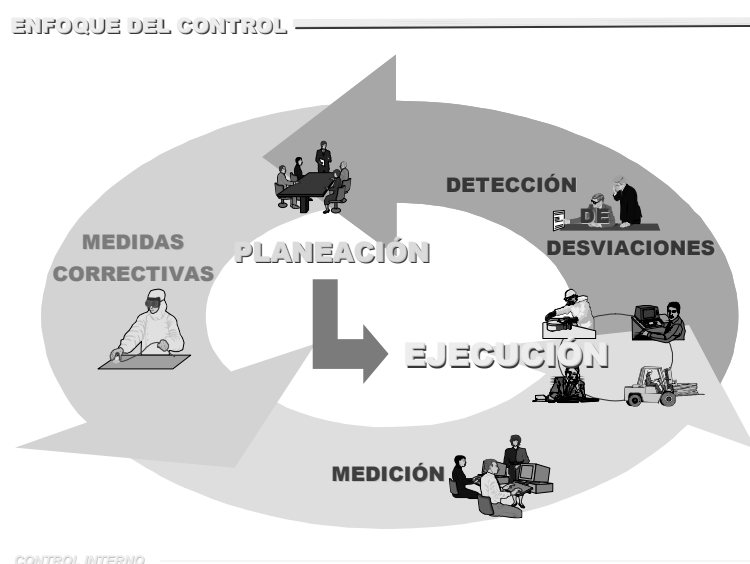 ENFOQUE DEL CONTROL
DETECCIÓN
DE
DESVIACIONES
MEDIDAS
CORRECTIVAS
PLANEACIÓN
EJECUCIÓN
MEDICIÓN
CONTROL INTERNO